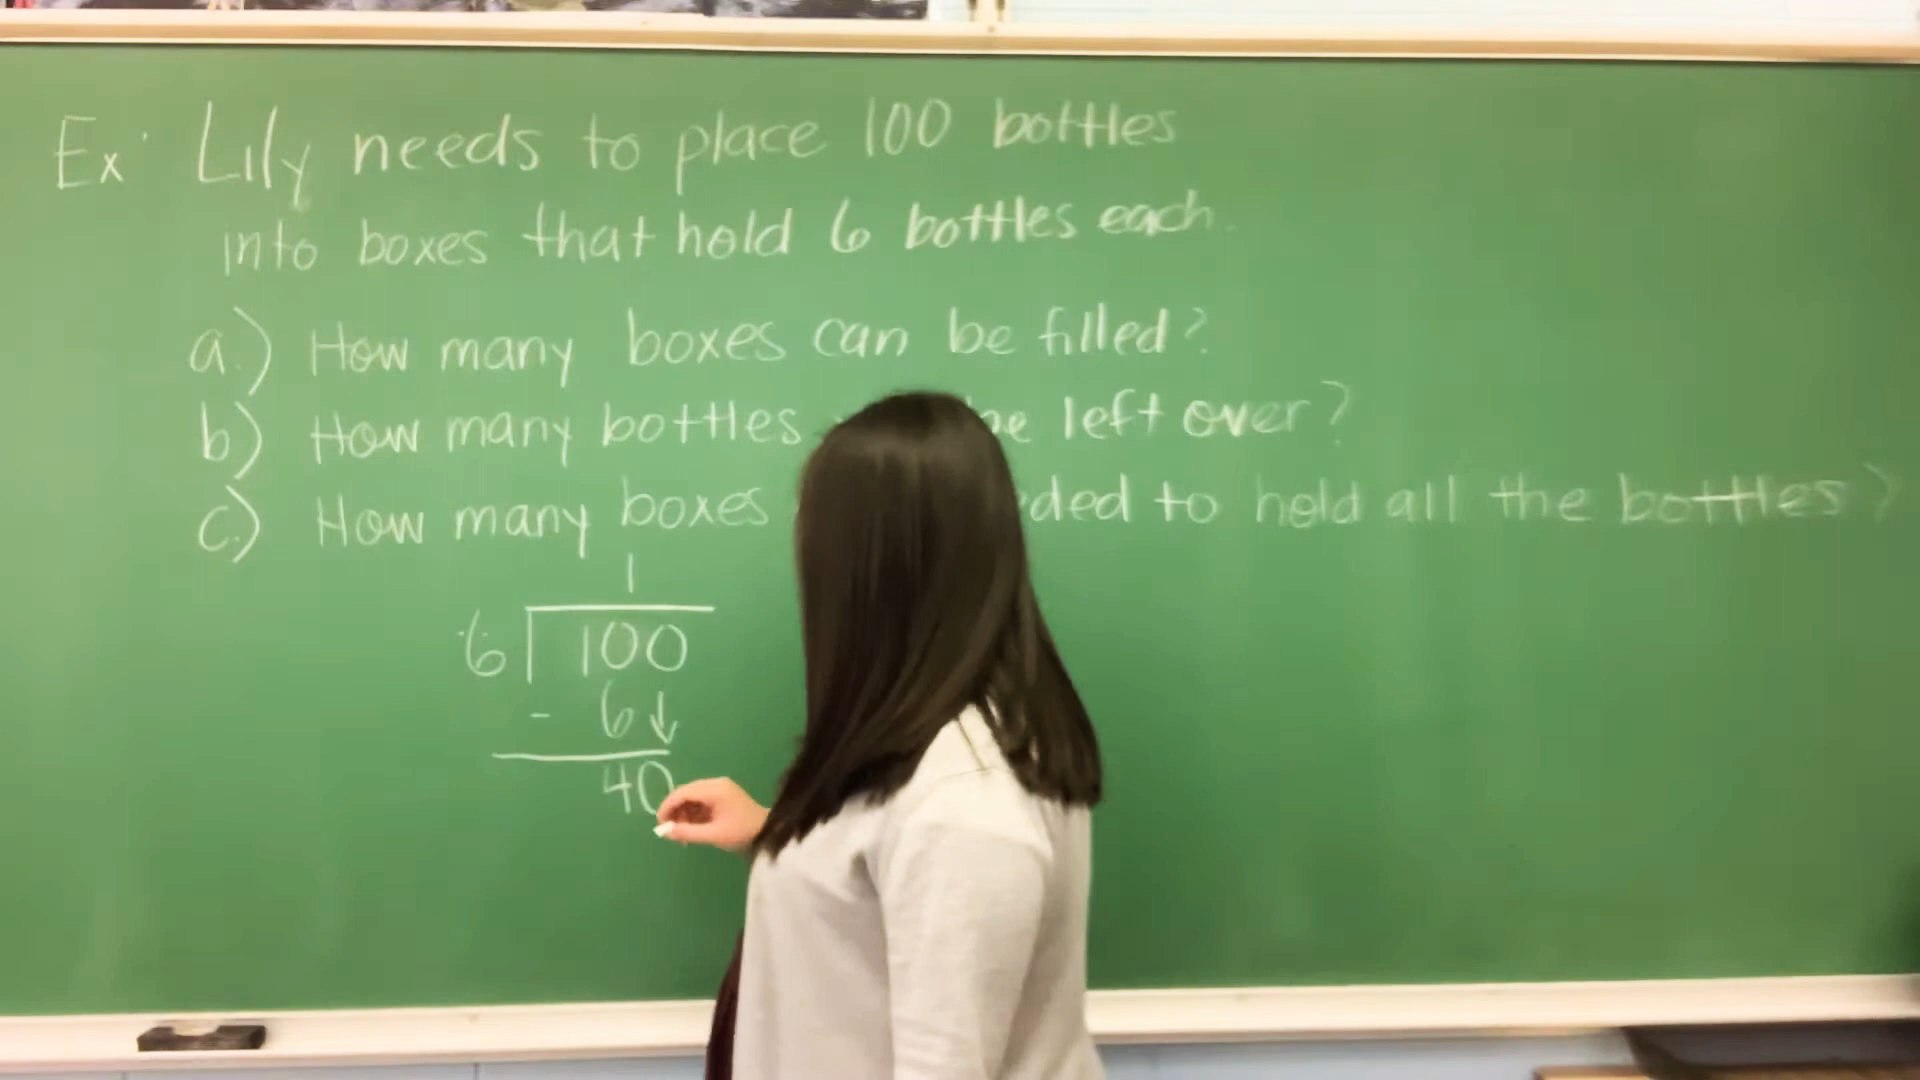 Ex: Lily needs to place 100 bottles
into boxes that hold 6 bottles each.
a.) How many boxes can be filled?
b.) How many bottles be left over?
c.) How many boxes to hold all the bottles?
1
6 100
- 6↓
40